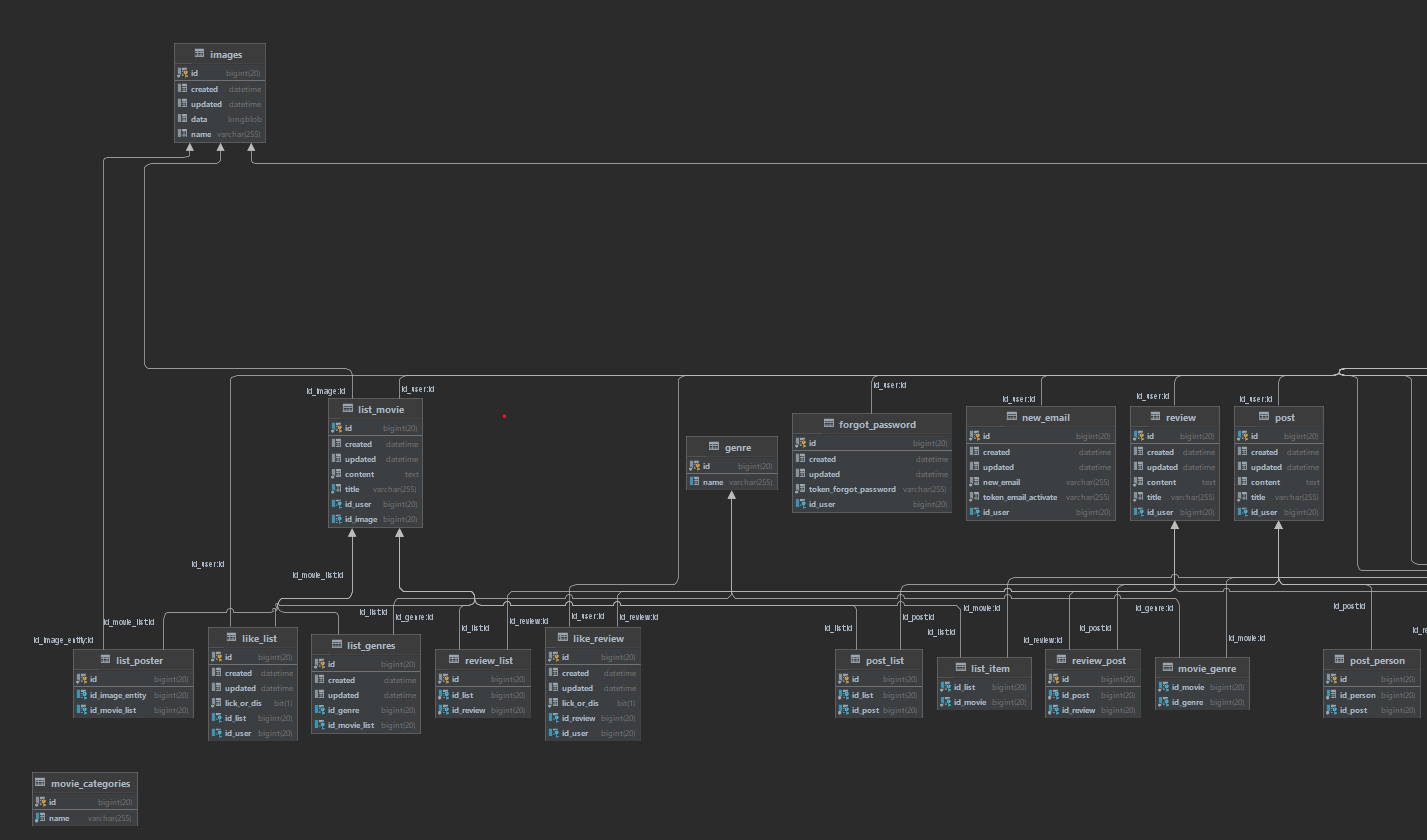 images
id bigint(20)
created datetime
updated datetime
data longblob
name varchar(255)
id_image:id
id_user:id
list_movie
id bigint(20)
created datetime
updated datetime
content text
title varchar(255)
id_user bigint(20)
id_image bigint(20)
genre
id bigint(20)
name varchar(255)
id_user:id
forgot_password
id bigint(20)
created datetime
updated datetime
token_forgot_password varchar(255)
id_user bigint(20)
id_user:id
new_email
id bigint(20)
created datetime
updated datetime
new_email varchar(255)
token_email_activate varchar(255)
id_user bigint(20)
id_user:id
review
id bigint(20)
created datetime
updated datetime
content text
title varchar(255)
id_user bigint(20)
id_user:id
post
id bigint(20)
created datetime
updated datetime
content text
title varchar(255)
id_user bigint(20)
id_user:id
id_movie_list:id
id_movie_list:id
id_image_entity:id
id_list:id
id_genre:id
id_list:id
id_review:id
id_user:id
id_review:id
id_list:id
id_post:id
id_list:id
id_movie:id
id_review:id
id_post:id
id_genre:id
id_movie:id
id_post:id
list_poster
id bigint(20)
id_image_entity bigint(20)
id_movie_list bigint(20)
like_list
id bigint(20)
created datetime
updated datetime
lick_or_dis bit(1)
id_list bigint(20)
id_user bigint(20)
list_genres
id bigint(20)
created datetime
updated datetime
id_genre bigint(20)
id_movie_list bigint(20)
review_list
id bigint(20)
id_list bigint(20)
id_review bigint(20)
like_review
id bigint(20)
created datetime
updated datetime
lick_or_dis bit(1)
id_review bigint(20)
id_user bigint(20)
post_list
id bigint(20)
id_list bigint(20)
id_post bigint(20)
list_item
id_list bigint(20)
id_movie bigint(20)
review_post
id bigint(20)
id_post bigint(20)
id_review bigint(20)
movie_genre
id_movie bigint(20)
id_genre bigint(20)
post_person
id bigint(20)
id_person bigint(20)
id_post bigint(20)
movie_categories
id bigint(20)
name varchar(255)